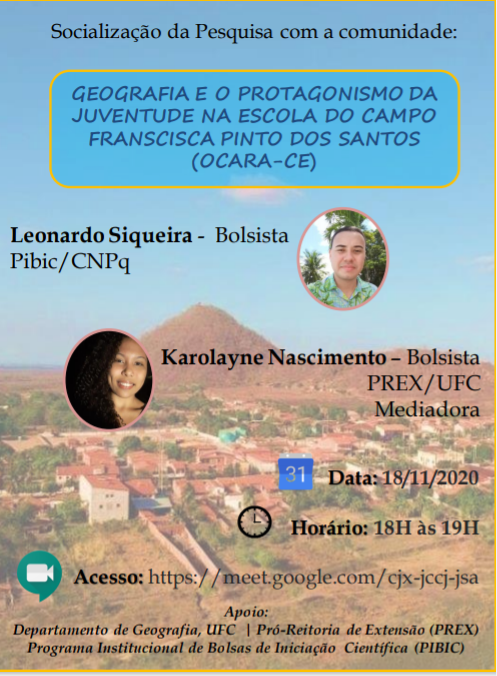 Socialização da Pesquisa com a comunidade:
GEOGRAFIA E O PROTAGONISMO DA
JUVENTUDE NA ESCOLA DO CAMPO
FRANSCISCA PINTO DOS SANTOS
(OCARA-CE)
Leonardo Siqueira - Bolsista
Pibic/CNPq
Karolayne Nascimento – Bolsista
PREX/UFC
Mediadora
31
Data: 18/11/2020
Horário: 18H às 19H
Acesso: https://meet.google.com/cjx-jccj-jsa
Apoio:
Departamento de Geografia, UFC | Pró-Reitoria de Extensão (PREX)
Programa Institucional de Bolsas de Iniciação Científica (PIBIC)